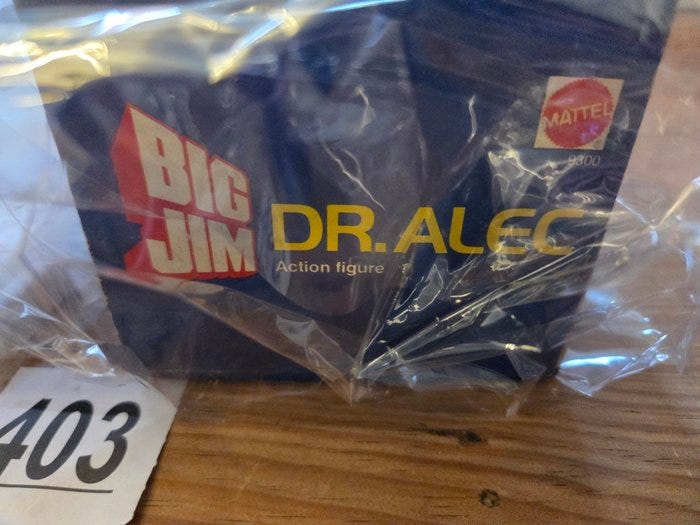 BIG
JIM
MATTEL
9300
DR. ALEC
Action figure
403